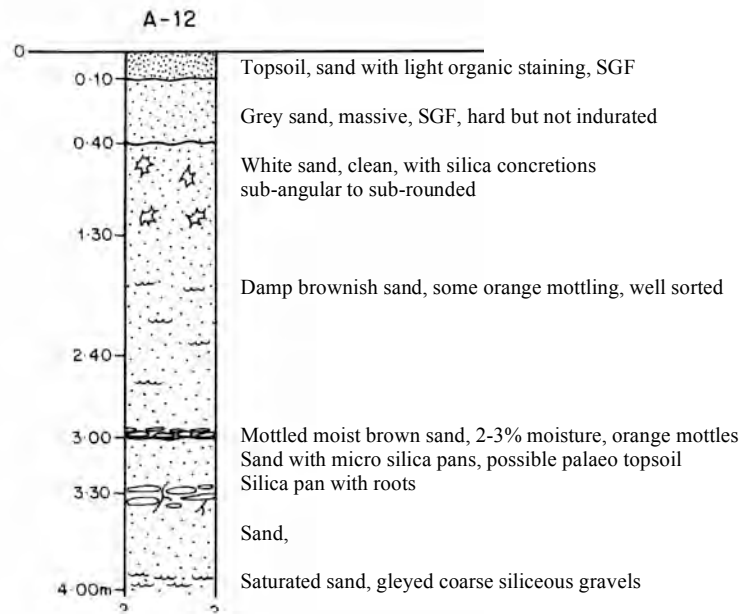 A-12
0
Topsoil, sand with light organic staining, SGF
0·10
Grey sand, massive, SGF, hard but not indurated
0·40
White sand, clean, with silica concretions
sub-angular to sub-rounded
1·30
Damp brownish sand, some orange mottling, well sorted
2·40
3·00
Mottled moist brown sand, 2-3% moisture, orange mottles
Sand with micro silica pans, possible palaeo topsoil
3·30
Silica pan with roots
Sand,
4·00m
Saturated sand, gleyed coarse siliceous gravels
? ?